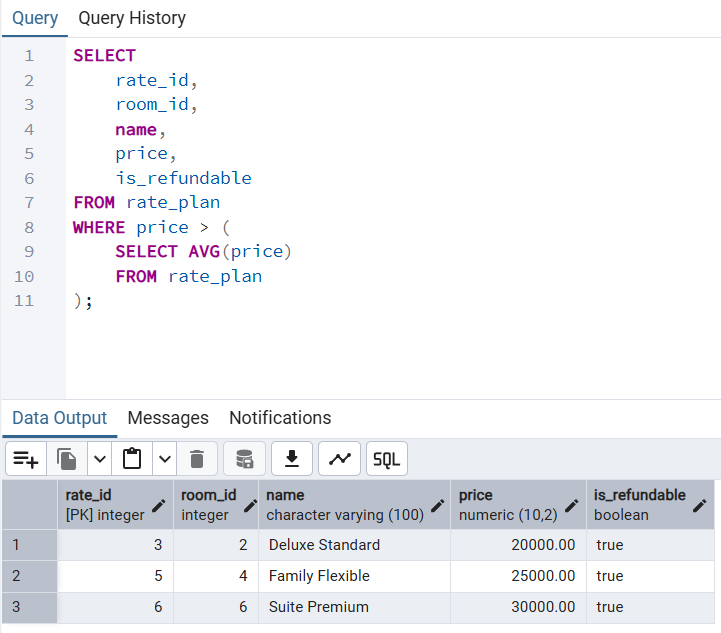 Query Query History
1 SELECT
2 rate_id,
3 room_id,
4 name,
5 price,
6 is_refundable
7 FROM rate_plan
8 WHERE price > (
9 SELECT AVG(price)
10 FROM rate_plan
11 );
Data Output Messages Notifications
SQL
rate_id room_id name price is_refundable
[PK] integer integer character varying (100) numeric (10,2) boolean
1 3 2 Deluxe Standard 20000.00 true
2 5 4 Family Flexible 25000.00 true
3 6 6 Suite Premium 30000.00 true